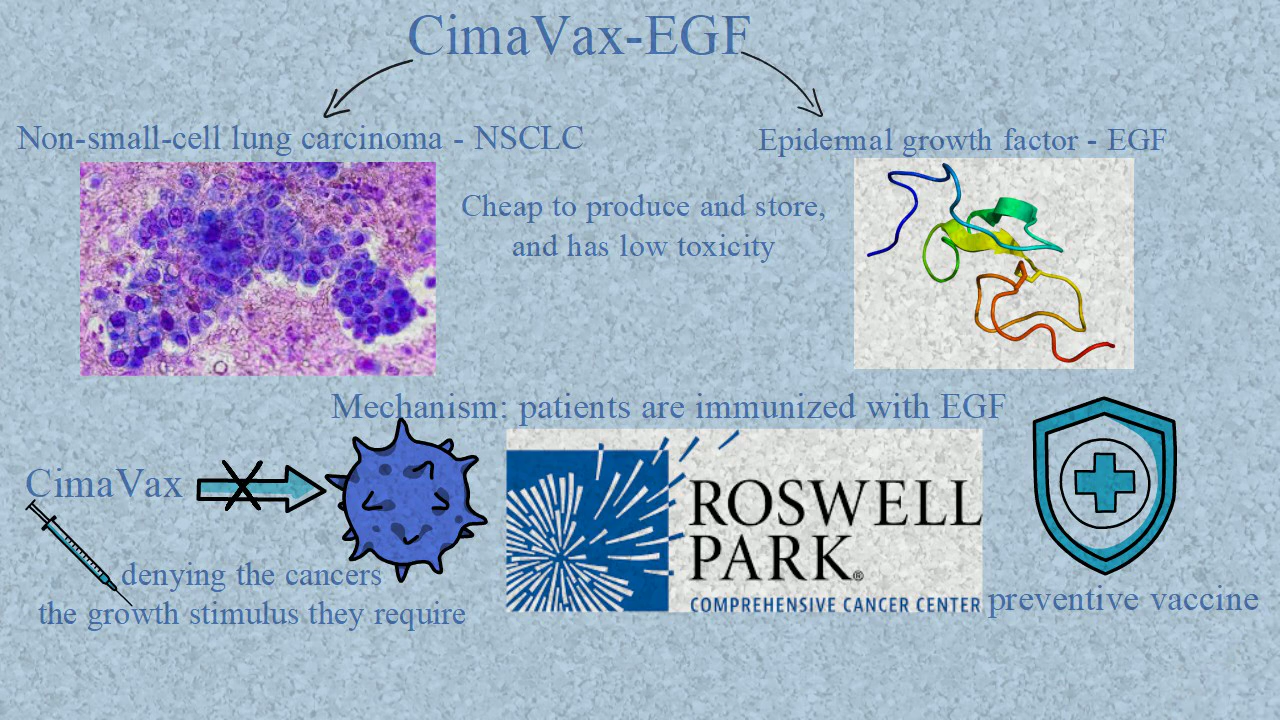 CimaVax-EGF
Non-small-cell lung carcinoma - NSCLC
Epidermal growth factor - EGF
Cheap to produce and store,
and has low toxicity
Mechanism: patients are immunized with EGF
CimaVax
denying the cancers
the growth stimulus they require
ROSWELL
PARK®
COMPREHENSIVE CANCER CENTER
preventive vaccine